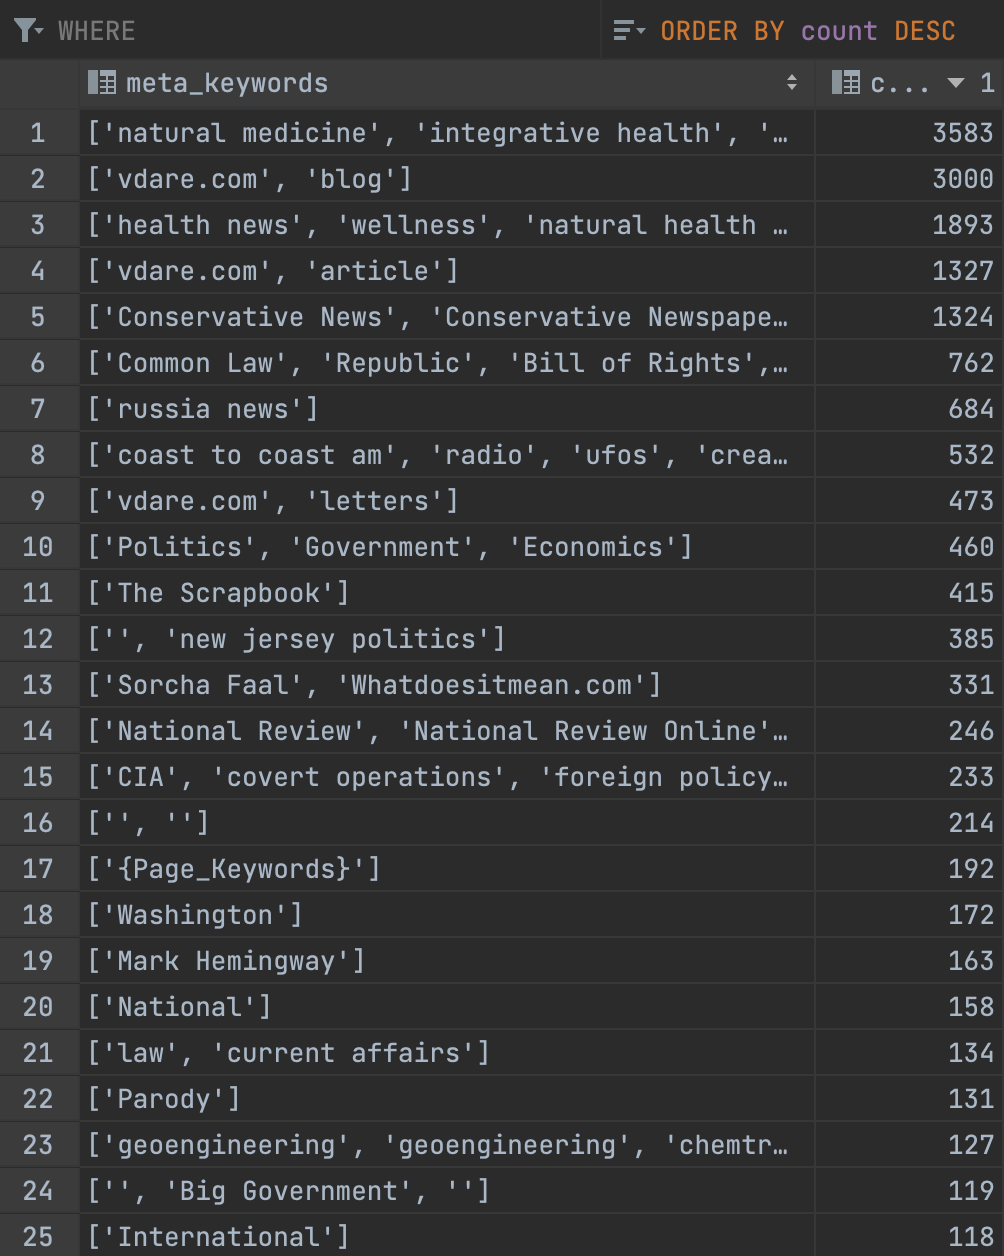 WHERE ORDER BY count DESC
meta_keywords c... 1
1 ['natural medicine', 'integrative health', '… 3583
2 ['vdare.com', 'blog'] 3000
3 ['health news', 'wellness', 'natural health … 1893
4 ['vdare.com', 'article'] 1327
5 ['Conservative News', 'Conservative Newspape… 1324
6 ['Common Law', 'Republic', 'Bill of Rights',… 762
7 ['russia news'] 684
8 ['coast to coast am', 'radio', 'ufos', 'crea… 532
9 ['vdare.com', 'letters'] 473
10 ['Politics', 'Government', 'Economics'] 460
11 ['The Scrapbook'] 415
12 ['', 'new jersey politics'] 385
13 ['Sorcha Faal', 'Whatdoesitmean.com'] 331
14 ['National Review', 'National Review Online'… 246
15 ['CIA', 'covert operations', 'foreign policy… 233
16 ['', ''] 214
17 ['{Page_Keywords}'] 192
18 ['Washington'] 172
19 ['Mark Hemingway'] 163
20 ['National'] 158
21 ['law', 'current affairs'] 134
22 ['Parody'] 131
23 ['geoengineering', 'geoengineering', 'chemtr… 127
24 ['', 'Big Government', ''] 119
25 ['International'] 118